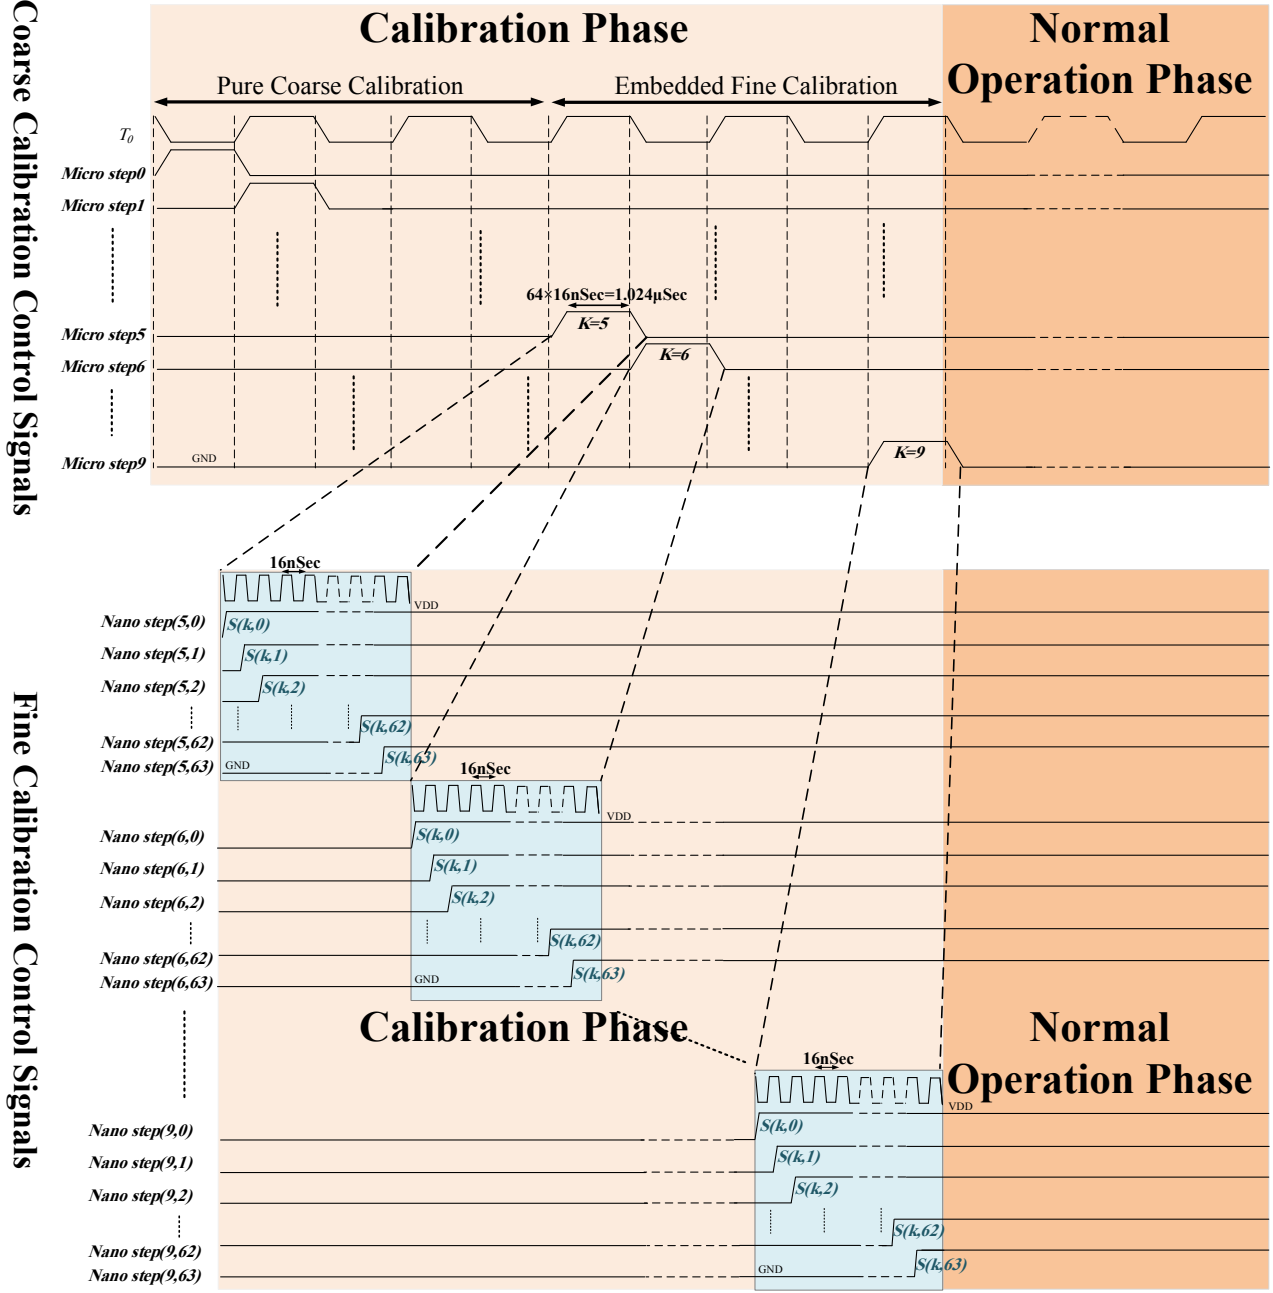 Coarse Calibration Control Signals
Calibration Phase
Normal
Operation Phase
Pure Coarse Calibration
Embedded Fine Calibration
T0
Micro step0
Micro step1
64×16nSec=1.024μSec
Micro step5
K=5
Micro step6
K=6
Micro step9
GND
K=9
Fine Calibration Control Signals
16nSec
VDD
Nano step(5,0)
S(k,0)
Nano step(5,1)
S(k,1)
Nano step(5,2)
S(k,2)
S(k,62)
Nano step(5,62)
S(k,63)
Nano step(5,63)
GND
16nSec
VDD
Nano step(6,0)
S(k,0)
Nano step(6,1)
S(k,1)
Nano step(6,2)
S(k,2)
S(k,62)
Nano step(6,62)
S(k,63)
Nano step(6,63)
GND
Calibration Phase
Normal
Operation Phase
16nSec
VDD
Nano step(9,0)
S(k,0)
Nano step(9,1)
S(k,1)
Nano step(9,2)
S(k,2)
S(k,62)
Nano step(9,62)
S(k,63)
Nano step(9,63)
GND